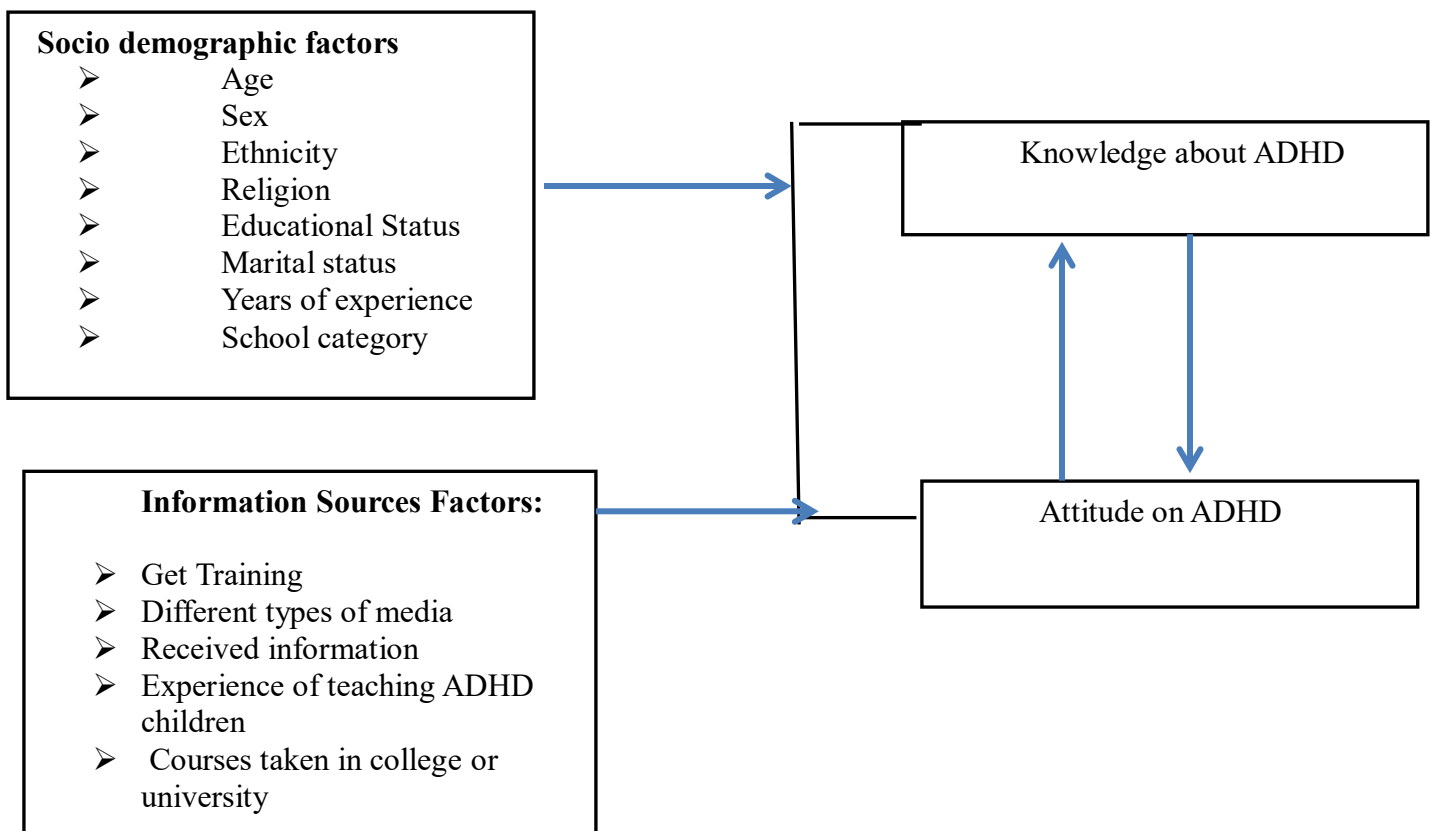 Socio demographic factors
➢ Age
➢ Sex
➢ Ethnicity
➢ Religion
➢ Educational Status
➢ Marital status
➢ Years of experience
➢ School category
Knowledge about ADHD
Information Sources Factors:
➢ Get Training
➢ Different types of media
➢ Received information
➢ Experience of teaching ADHD
children
➢ Courses taken in college or
university
Attitude on ADHD